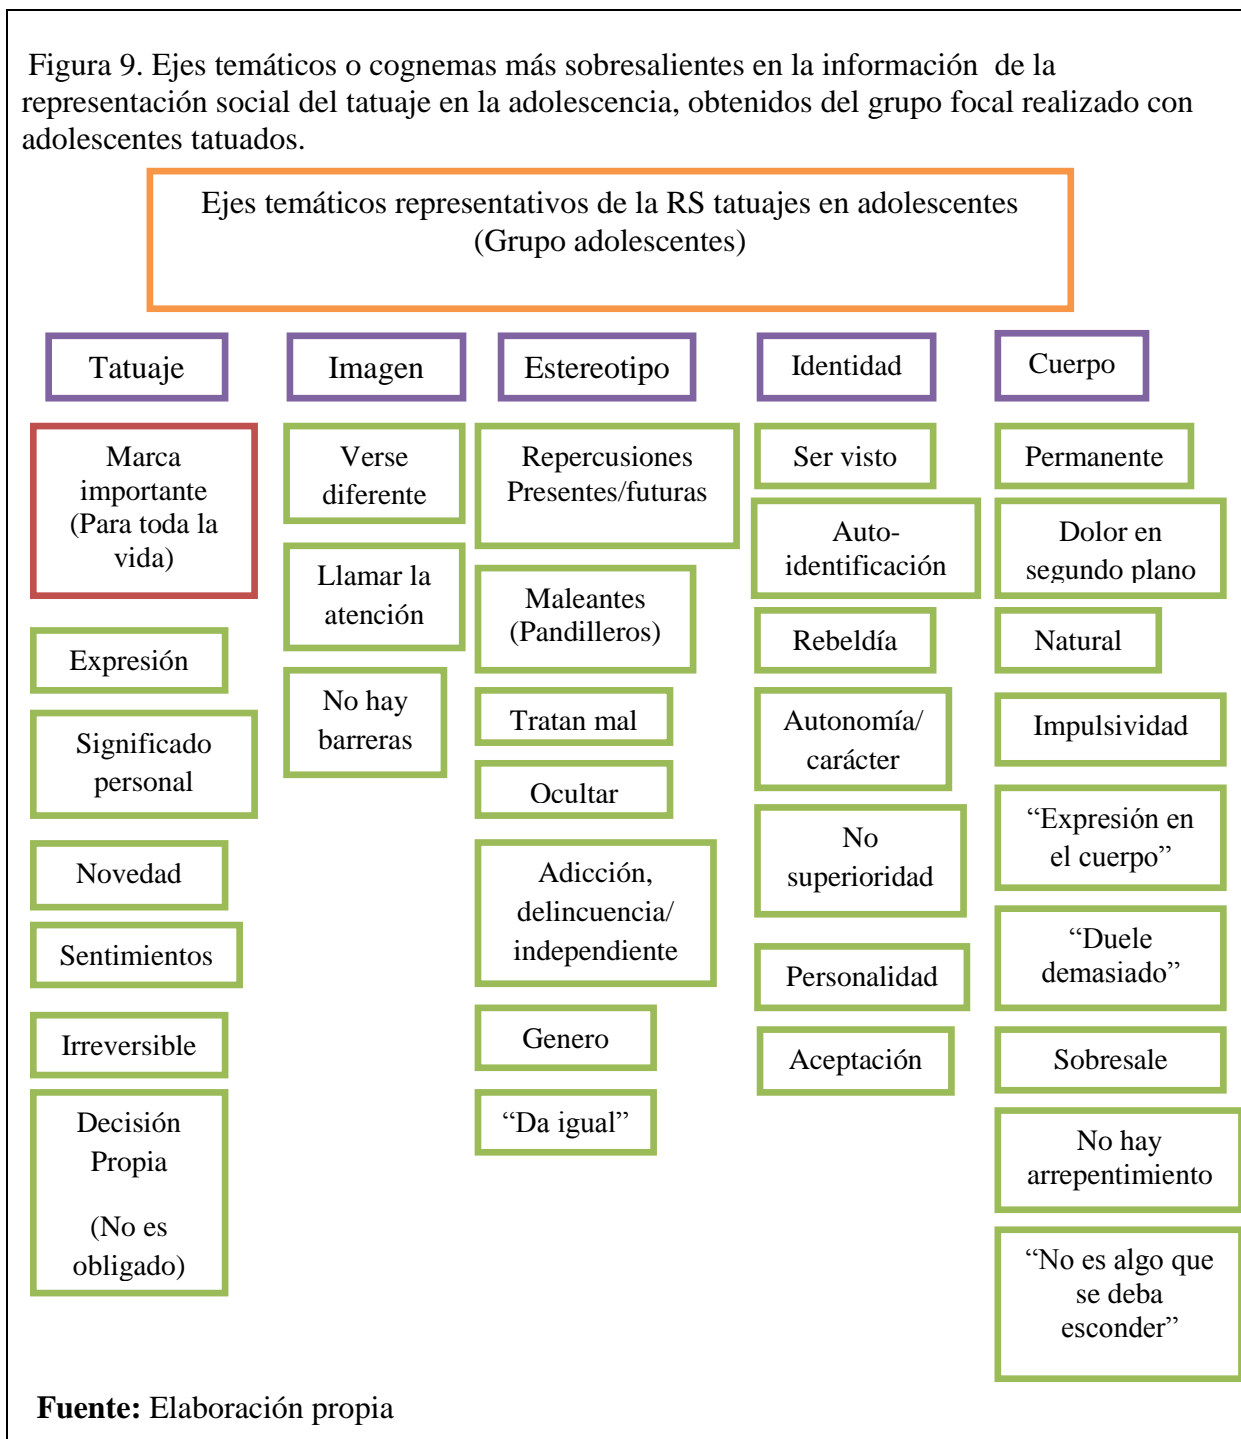 Figura 9. Ejes temáticos o cognemas más sobresalientes en la información de la
representación social del tatuaje en la adolescencia, obtenidos del grupo focal realizado con
adolescentes tatuados.
Ejes temáticos representativos de la RS tatuajes en adolescentes
(Grupo adolescentes)
Tatuaje
Marca
importante
(Para toda la
vida)
Expresión
Significado
personal
Novedad
Sentimientos
Irreversible
Decisión
Propia
(No es
obligado)
Imagen
Verse
diferente
Llamar la
atención
No hay
barreras
Estereotipo
Repercusiones
Presentes/futuras
Maleantes
(Pandilleros)
Tratan mal
Ocultar
Adicción,
delincuencia/
independiente
Genero
“Da igual”
Identidad
Ser visto
Auto-
identificación
Rebeldía
Autonomía/
carácter
No
superioridad
Personalidad
Aceptación
Cuerpo
Permanente
Dolor en
segundo plano
Natural
Impulsividad
“Expresión en
el cuerpo”
“Duele
demasiado”
Sobresale
No hay
arrepentimiento
“No es algo que
se deba
esconder”
Fuente: Elaboración propia